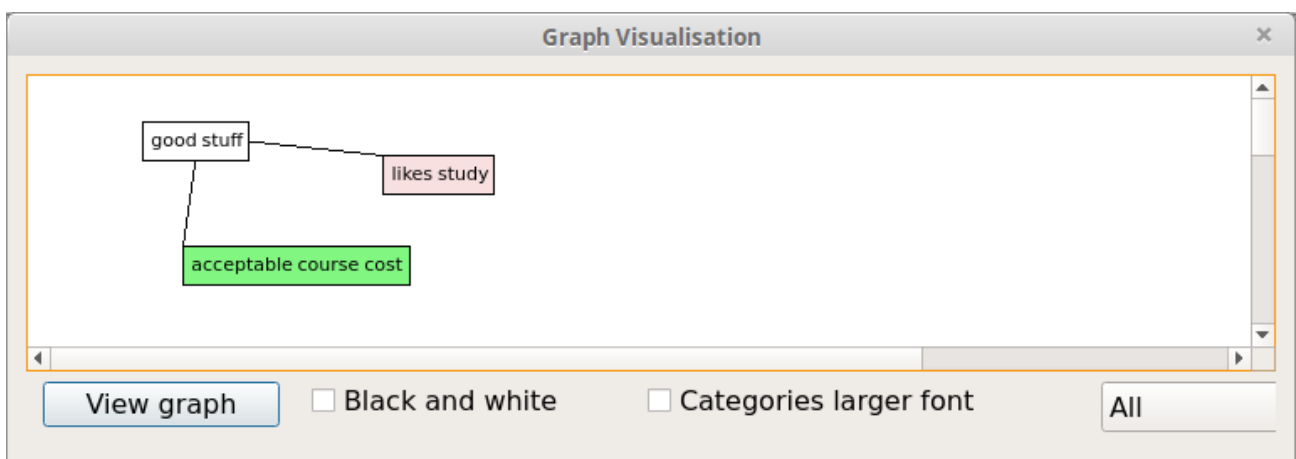 Graph Visualisation
good stuff
likes study
acceptable course cost
View graph
Black and white
Categories larger font
All